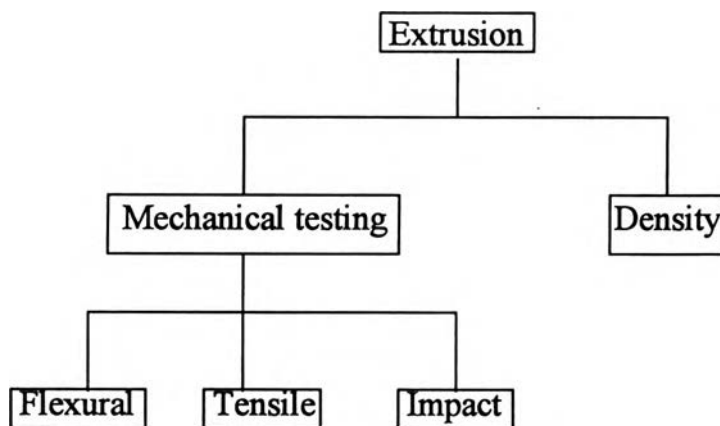 Extrusion
Mechanical testing
Density
Flexural
Tensile
Impact